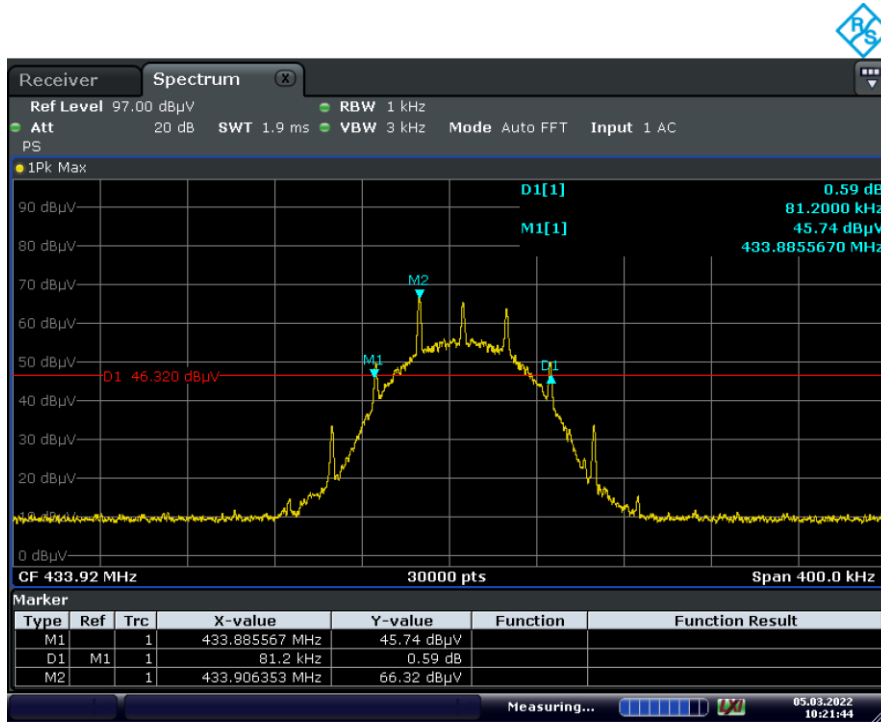 R&S
Receiver Spectrum X
Ref Level 97.00 dBµV RBW 1 kHz
Att 20 dB SWT 1.9 ms VBW 3 kHz Mode Auto FFT Input 1 AC
PS
1Pk Max
D1[1] 0.59 dB
81.2000 kHz
M1[1] 45.74 dBµV
433.8855670 MHz
90 dBµV
80 dBµV
70 dBµV
M2
60 dBµV
50 dBµV
M1
D1
D1 46.320 dBµV
40 dBµV
30 dBµV
20 dBµV
10 dBµV
0 dBµV
CF 433.92 MHz 30000 pts Span 400.0 kHz
Marker
Type Ref Trc X-value Y-value Function Function Result
M1 1 433.885567 MHz 45.74 dBµV
D1 M1 1 81.2 kHz 0.59 dB
M2 1 433.906353 MHz 66.32 dBµV
Measuring... LXI 05.03.2022
10:21:44